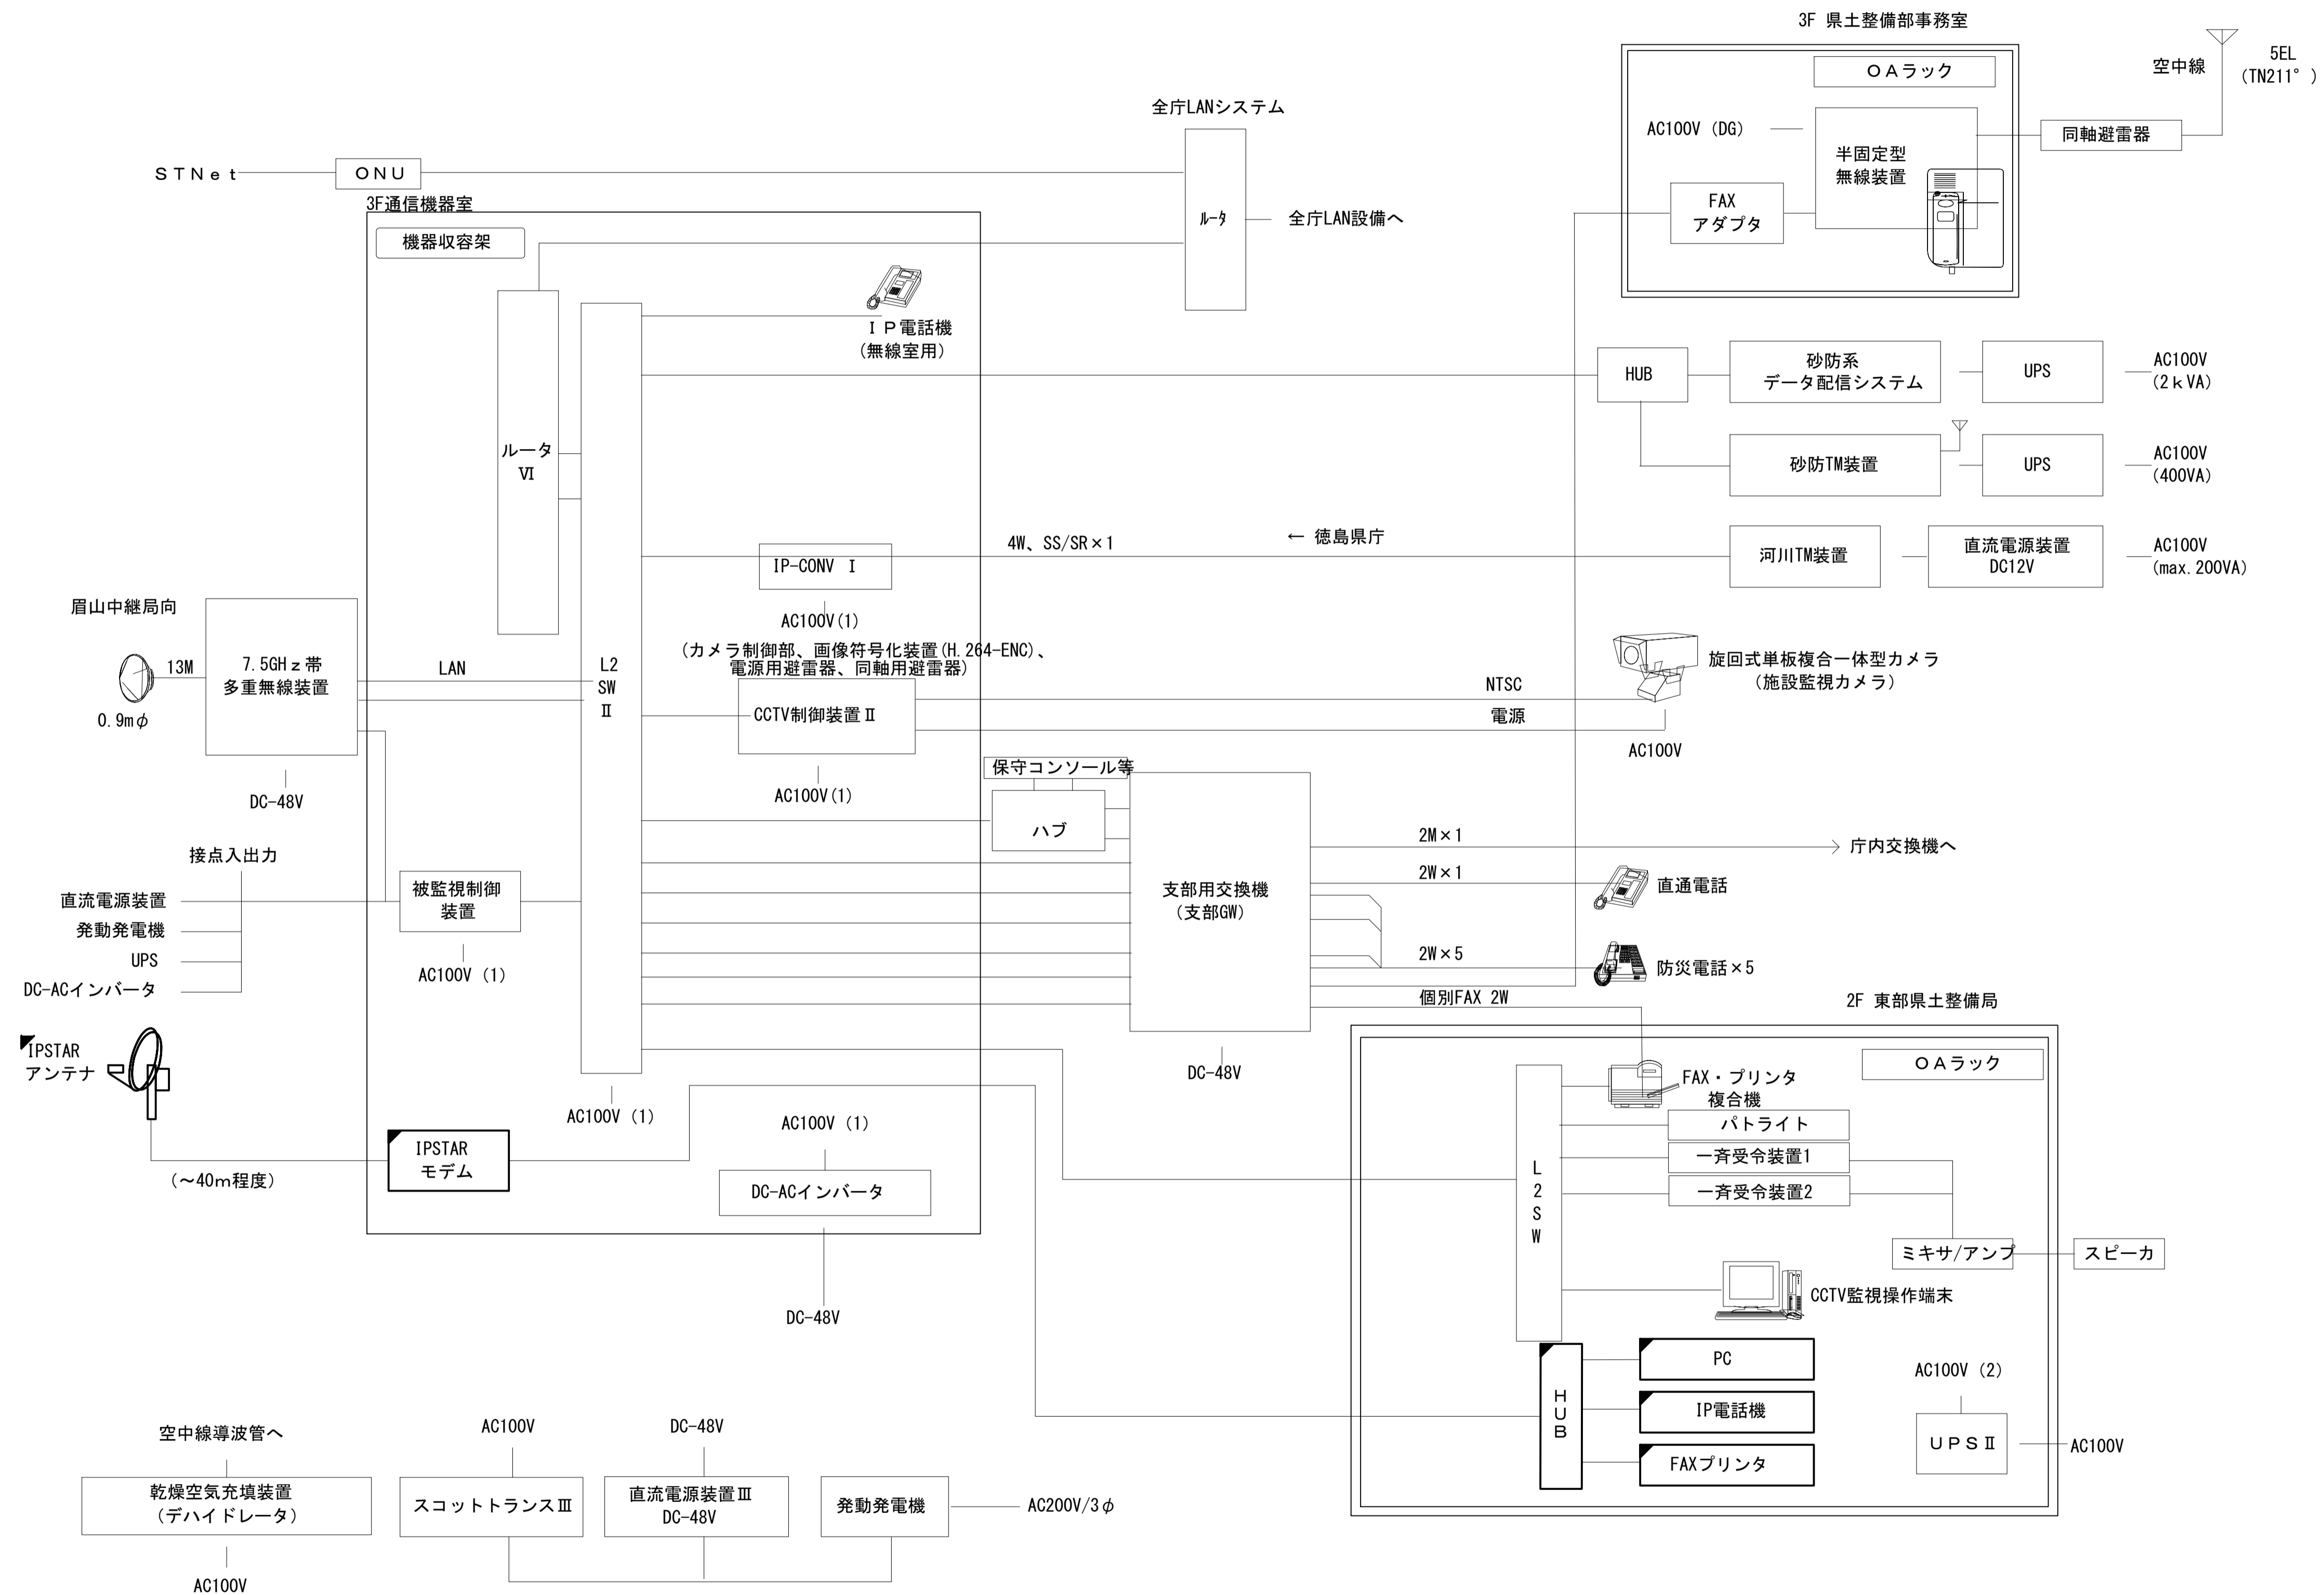 3F 県土整備部事務室
空中線
5EL
(TN211°)
OAラック
AC100V (DG)
半固定型
無線装置
同軸避雷器
FAX
アダプタ
全庁LANシステム
STNet
ONU
ルータ
全庁LAN設備へ
3F通信機器室
機器収容架
IP電話機
(無線室用)
HUB
砂防系
データ配信システム
UPS
AC100V
(2kVA)
ルータ
Ⅵ
砂防TM装置
UPS
AC100V
(400VA)
4W、SS/SR×1
← 徳島県庁
IP-CONV Ⅰ
AC100V(1)
河川TM装置
直流電源装置
DC12V
AC100V
(max.200VA)
眉山中継局向
13M
0.9mφ
7.5GHz帯
多重無線装置
LAN
DC-48V
L2
SW
Ⅱ
(カメラ制御部、画像符号化装置(H.264-ENC)、
電源用避雷器、同軸用避雷器)
CCTV制御装置Ⅱ
AC100V(1)
NTSC
電源
旋回式単板複合一体型カメラ
(施設監視カメラ)
AC100V
保守コンソール等
ハブ
支部用交換機
(支部GW)
DC-48V
2M×1
庁内交換機へ
2W×1
直通電話
2W×5
防災電話×5
個別FAX 2W
接点入出力
直流電源装置
発動発電機
UPS
DC-ACインバータ
被監視制御
装置
AC100V (1)
IPSTAR
アンテナ
(~40m程度)
IPSTAR
モデム
AC100V (1)
AC100V (1)
DC-ACインバータ
DC-48V
2F 東部県土整備局
OAラック
L
2
S
W
FAX・プリンタ
複合機
パトライト
一斉受令装置1
一斉受令装置2
ミキサ/アンプ
スピーカ
CCTV監視操作端末
H
U
B
PC
IP電話機
FAXプリンタ
AC100V (2)
UPSⅡ
AC100V
空中線導波管へ
乾燥空気充填装置
(デハイドレータ)
AC100V
AC100V
スコットトランスⅢ
DC-48V
直流電源装置Ⅲ
DC-48V
発動発電機
AC200V/3φ